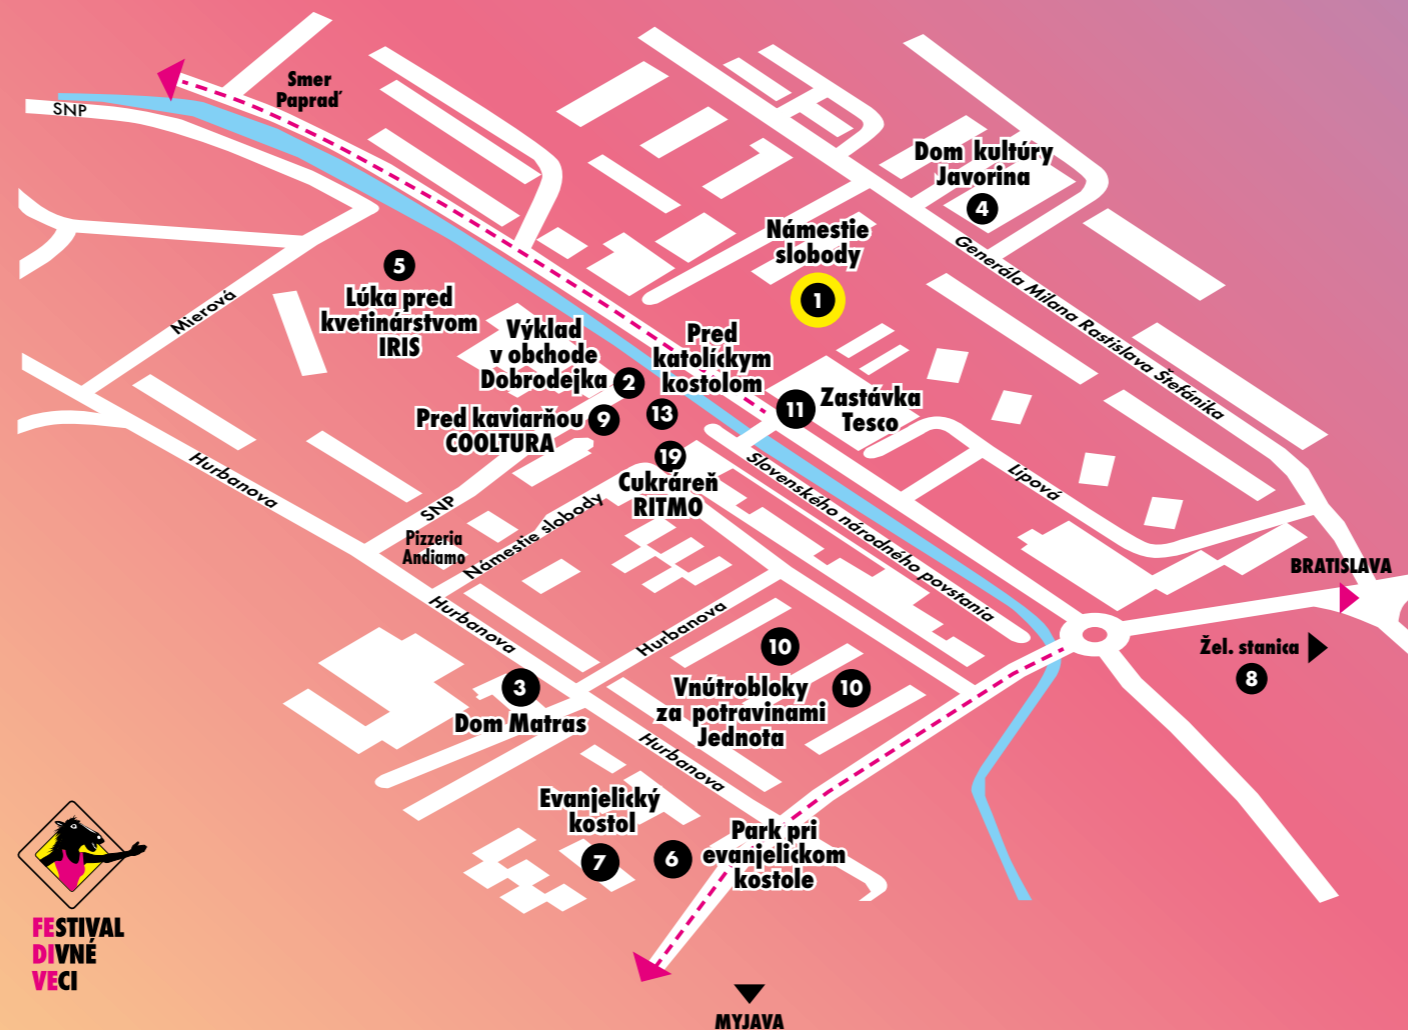 Smer
Papraď
SNP
Dom kultúry
Javorina
4
Námestie
slobody
1
Generála Milana Rastislava Štefánika
5
Lúka pred
kvetinárstvom
IRIS
Mierová
Výklad
v obchode
Dobrodejka
2
Pred
katolíckym
kostolom
13
11
Zastávka
Tesco
Pred kaviarňou
COOLTURA
9
19
Cukráreň
RITMO
Hurbanova
SNP
Slovenského národného povstania
Lipová
Pizzeria
Andiamo
Námestie slobody
BRATISLAVA
Hurbanova
Hurbanova
Žel. stanica
8
10
10
Vnútrobloky
za potravinami
Jednota
3
Dom Matras
Hurbanova
Evanjelický
kostol
7
6
Park pri
evanjelickom
kostole
FESTIVAL
DIVNÉ
VECI
MYJAVA